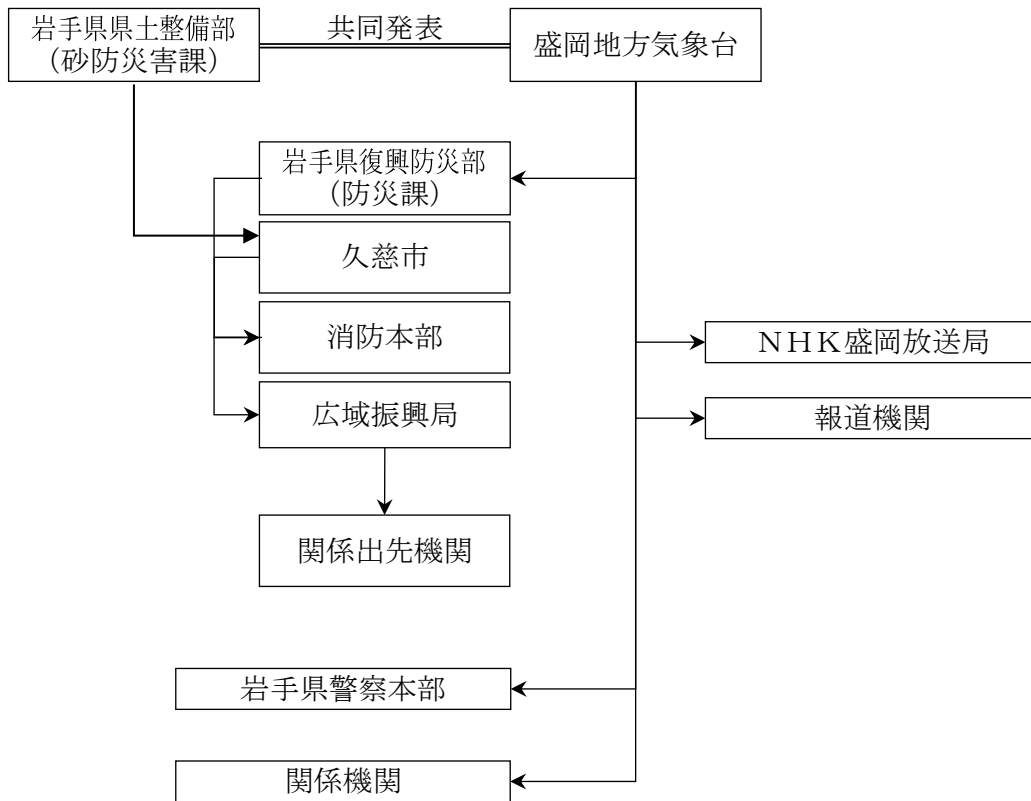 岩手県県土整備部
（砂防災害課）
共同発表
盛岡地方気象台
岩手県復興防災部
（防災課）
久慈市
消防本部
ＮＨＫ盛岡放送局
広域振興局
報道機関
関係出先機関
岩手県警察本部
関係機関